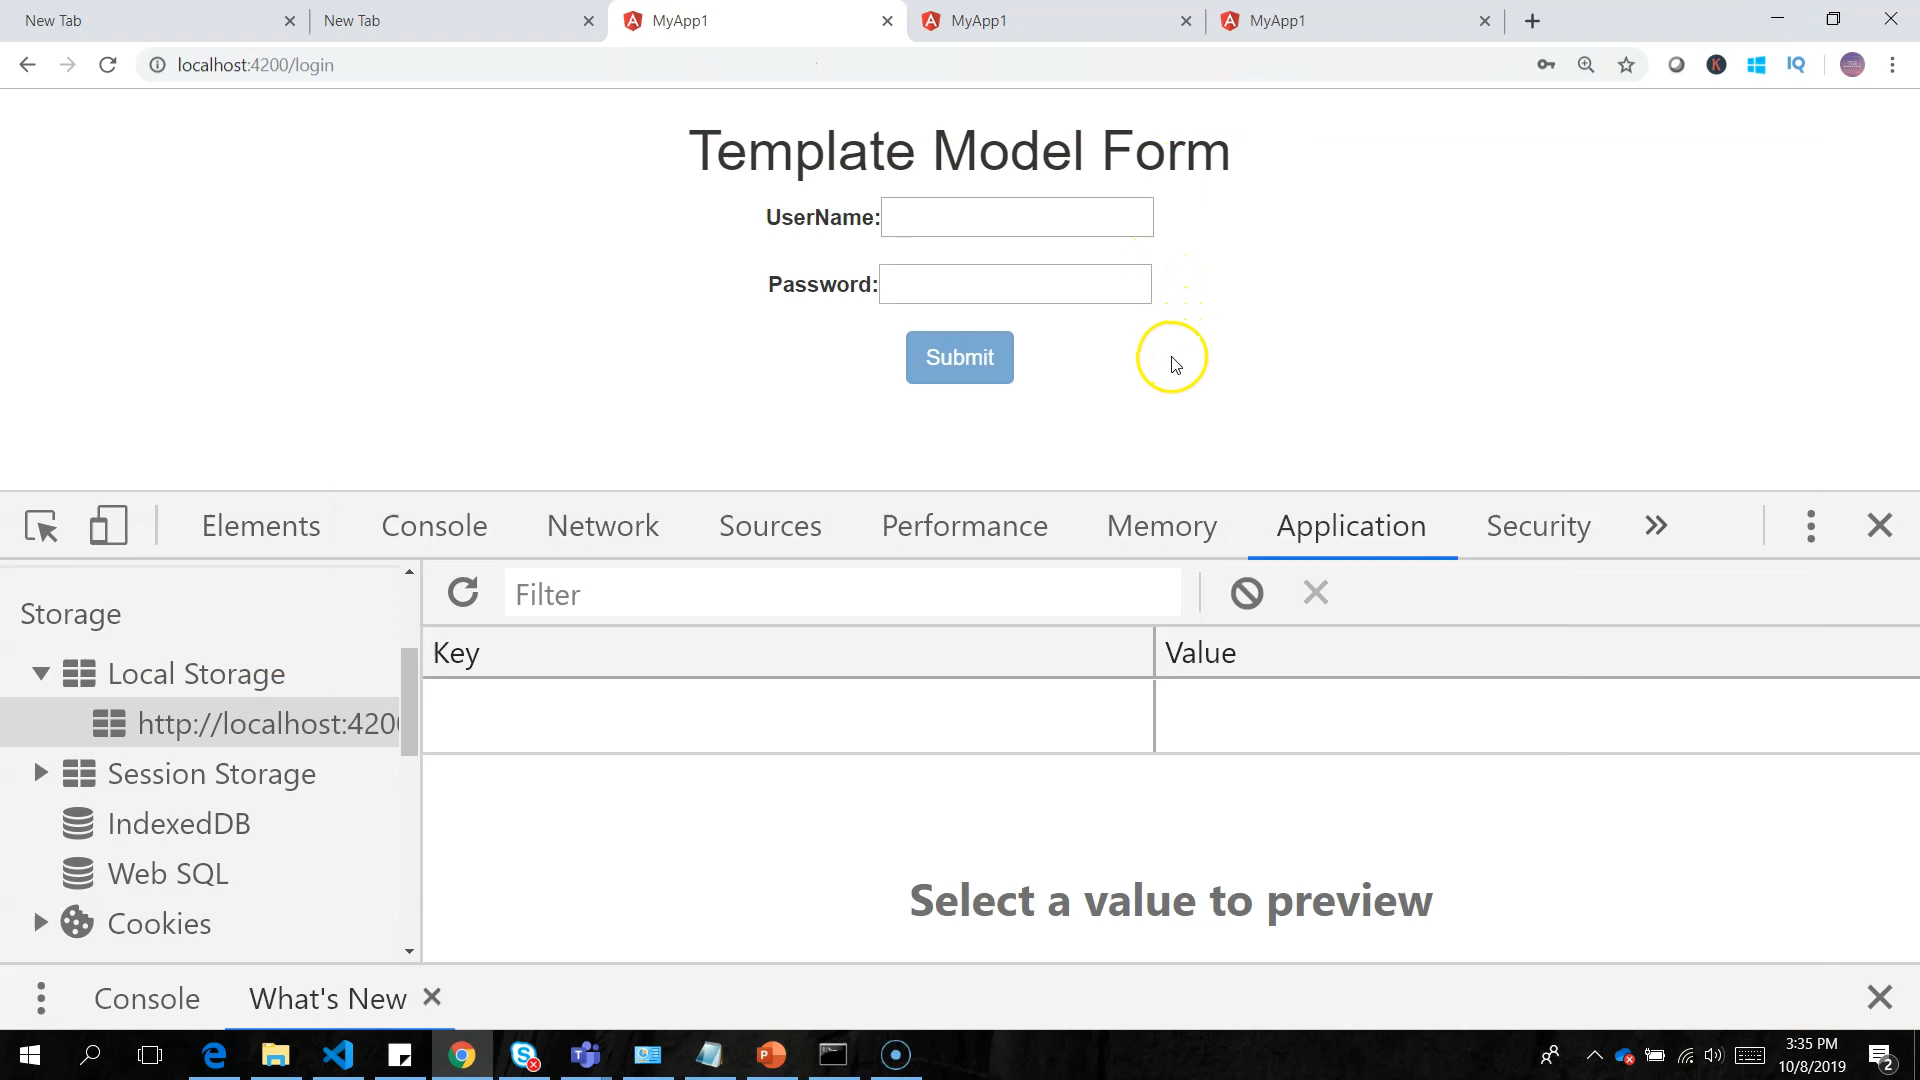 New Tab
New Tab
MyApp1
MyApp1
MyApp1
localhost:4200/login
K
IQ
Template Model Form
UserName:
Password:
Submit
Elements
Console
Network
Sources
Performance
Memory
Application
Security
Filter
Storage
Key
Value
Local Storage
http://localhost:420
Session Storage
IndexedDB
Web SQL
Cookies
Select a value to preview
Console
What's New
3:35 PM
10/8/2019
2